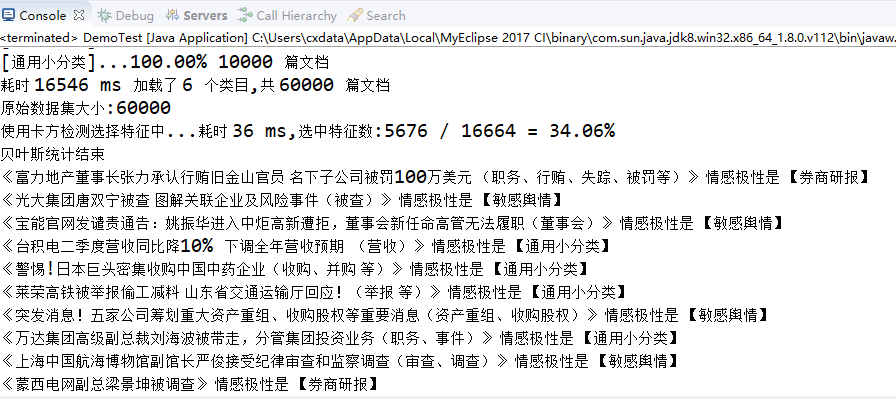 Console Debug Servers Call Hierarchy Search
<terminated> DemoTest [Java Application] C:\Users\cxdata\AppData\Local\MyEclipse 2017 CI\binary\com.sun.java.jdk8.win32.x86_64_1.8.0.v112\bin\javaw.
[通用小分类]...100.00% 10000 篇文档
耗时 16546 ms 加载了 6 个类目,共 60000 篇文档
原始数据集大小:60000
使用卡方检测选择特征中...耗时 36 ms,选中特征数:5676 / 16664 = 34.06%
贝叶斯统计结束
《富力地产董事长张力承认行贿旧金山官员 名下子公司被罚100万美元 （职务、行贿、失踪、被罚等）》情感极性是【券商研报】
《光大集团唐双宁被查 图解关联企业及风险事件（被查）》情感极性是【敏感舆情】
《宝能官网发谴责通告：姚振华进入中炬高新遭拒，董事会新任命高管无法履职（董事会）》情感极性是【敏感舆情】
《台积电二季度营收同比降10% 下调全年营收预期 （营收）》情感极性是【通用小分类】
《警惕!日本巨头密集收购中国中药企业（收购、并购 等）》情感极性是【通用小分类】
《莱荣高铁被举报偷工减料 山东省交通运输厅回应！（举报 等）》情感极性是【通用小分类】
《突发消息！五家公司筹划重大资产重组、收购股权等重要消息（资产重组、收购股权）》情感极性是【敏感舆情】
《万达集团高级副总裁刘海波被带走，分管集团投资业务（职务、事件）》情感极性是【通用小分类】
《上海中国航海博物馆副馆长严俊接受纪律审查和监察调查（审查、调查）》情感极性是【敏感舆情】
《蒙西电网副总梁景坤被调查》情感极性是【券商研报】